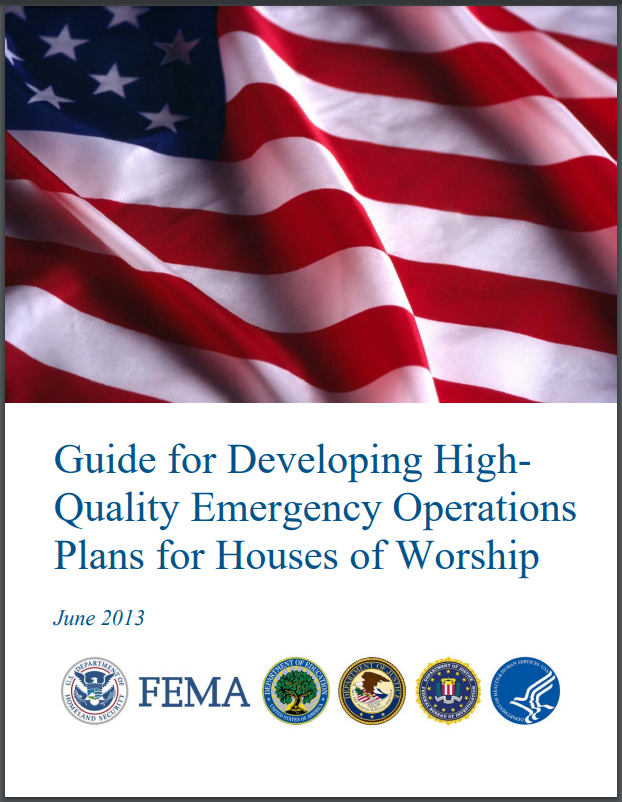 Guide for Developing High-
Quality Emergency Operations
Plans for Houses of Worship
June 2013
U.S. DEPARTMENT OF
HOMELAND SECURITY
FEMA
DEPARTMENT OF EDUCATION
UNITED STATES OF AMERICA
DEPARTMENT OF JUSTICE
DEPARTMENT OF JUSTICE
FEDERAL BUREAU OF INVESTIGATION
DEPARTMENT OF HEALTH & HUMAN SERVICES · USA